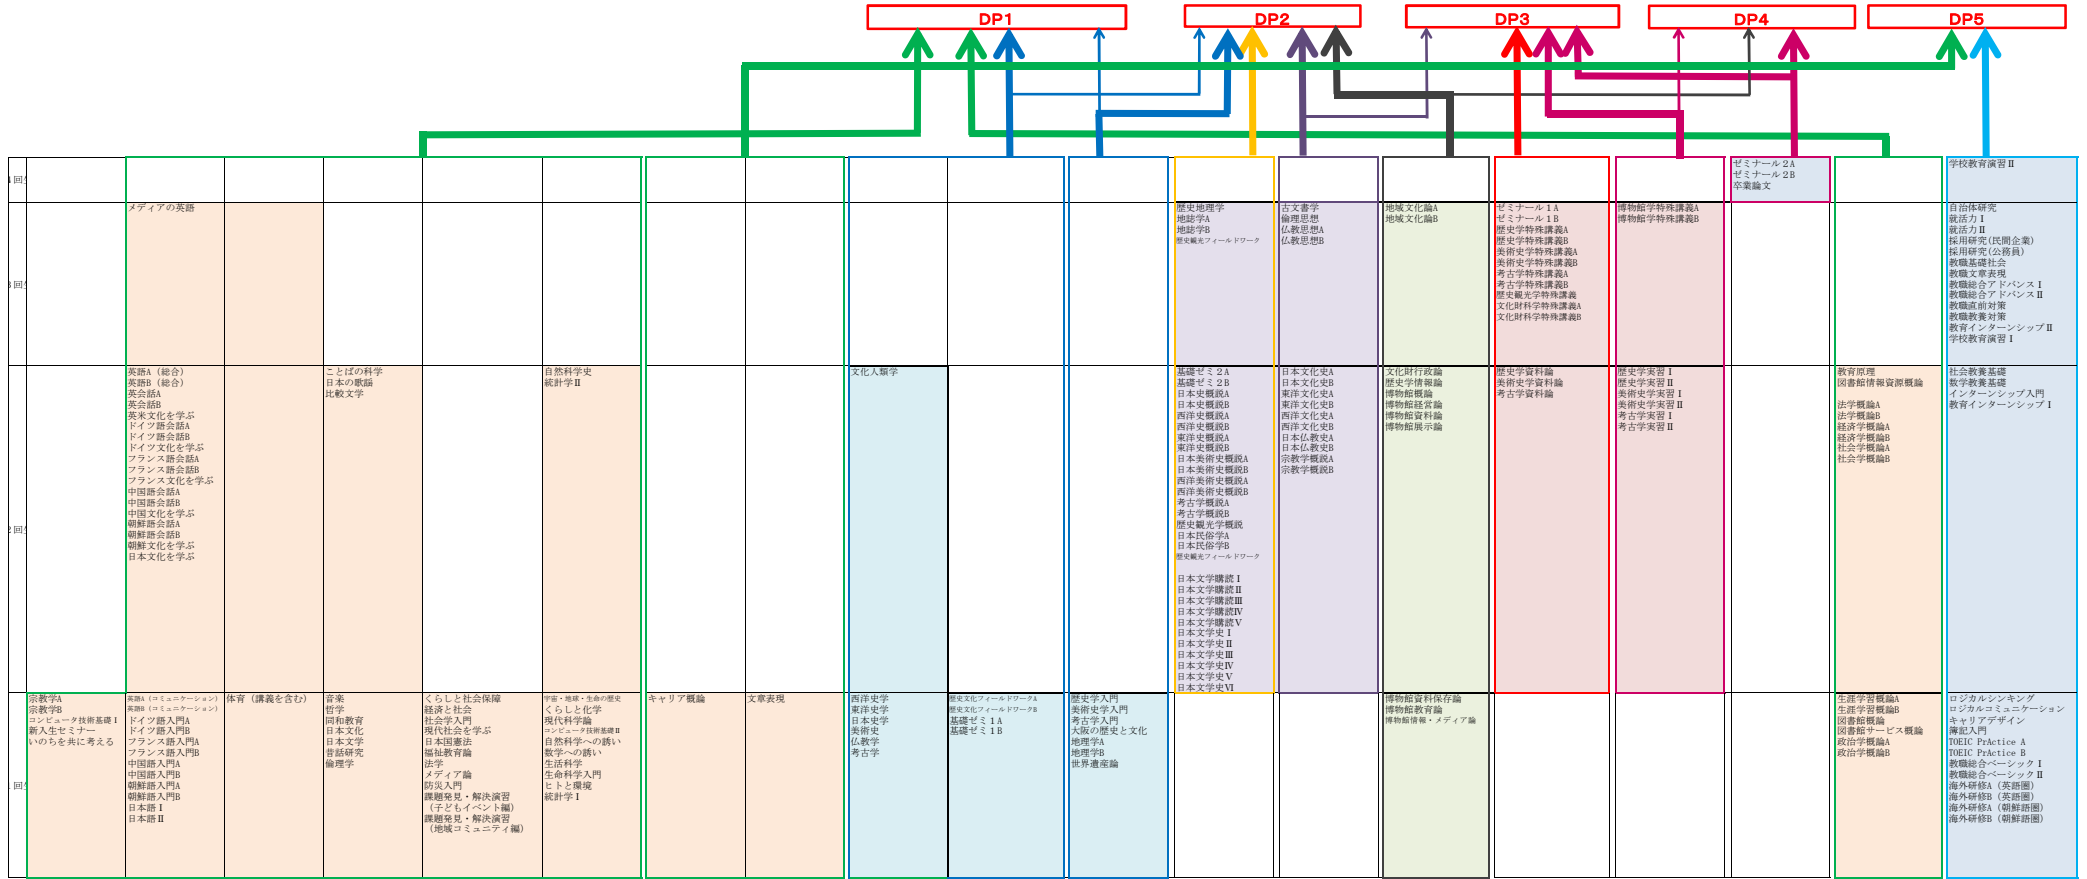 DP1
DP2
DP3
DP4
DP5
4回生
ゼミナール2A
ゼミナール2B
卒業論文
学校教育演習Ⅱ
3回生
メディアの英語
歴史地理学
地誌学A
地誌学B
歴史観光フィールドワーク
古文書学
倫理思想
仏教思想A
仏教思想B
地域文化論A
地域文化論B
ゼミナール1A
ゼミナール1B
歴史学特殊講義A
歴史学特殊講義B
美術史学特殊講義A
美術史学特殊講義B
考古学特殊講義A
考古学特殊講義B
歴史観光学特殊講義
文化財科学特殊講義A
文化財科学特殊講義B
博物館学特殊講義A
博物館学特殊講義B
自治体研究
就活力Ⅰ
就活力Ⅱ
採用研究(民間企業)
採用研究(公務員)
教職基礎社会
教職文章表現
教職総合アドバンスⅠ
教職総合アドバンスⅡ
教職直前対策
教職教養対策
教育インターンシップⅡ
学校教育演習Ⅰ
2回生
英語A（総合）
英語B（総合）
英会話A
英会話B
英米文化を学ぶ
ドイツ語会話A
ドイツ語会話B
ドイツ文化を学ぶ
フランス語会話A
フランス語会話B
フランス文化を学ぶ
中国語会話A
中国語会話B
中国文化を学ぶ
朝鮮語会話A
朝鮮語会話B
朝鮮文化を学ぶ
日本文化を学ぶ
ことばの科学
日本の歌謡
比較文学
自然科学史
統計学Ⅱ
文化人類学
基礎ゼミ2A
基礎ゼミ2B
日本史概説A
日本史概説B
西洋史概説A
西洋史概説B
東洋史概説A
東洋史概説B
日本美術史概説A
日本美術史概説B
西洋美術史概説A
西洋美術史概説B
考古学概説A
考古学概説B
歴史観光学概説
日本民俗学A
日本民俗学B
歴史観光フィールドワーク
日本文学購読Ⅰ
日本文学購読Ⅱ
日本文学購読Ⅲ
日本文学購読Ⅳ
日本文学購読Ⅴ
日本文学史Ⅰ
日本文学史Ⅱ
日本文学史Ⅲ
日本文学史Ⅳ
日本文学史Ⅴ
日本文学史Ⅵ
日本文化史A
日本文化史B
東洋文化史A
東洋文化史B
西洋文化史A
西洋文化史B
日本仏教史A
日本仏教史B
宗教学概説A
宗教学概説B
文化財行政論
歴史学情報論
博物館概論
博物館経営論
博物館資料論
博物館展示論
歴史学資料論
美術史学資料論
考古学資料論
歴史学実習Ⅰ
歴史学実習Ⅱ
美術史学実習Ⅰ
美術史学実習Ⅱ
考古学実習Ⅰ
考古学実習Ⅱ
教育原理
図書館情報資源概論
法学概論A
法学概論B
経済学概論A
経済学概論B
社会学概論A
社会学概論B
社会教養基礎
数学教養基礎
インターンシップ入門
教育インターンシップⅠ
回生
宗教学A
宗教学B
コンピュータ技術基礎Ⅰ
新入生セミナー
いのちを共に考える
英語A（コミュニケーション）
英語B（コミュニケーション）
ドイツ語入門A
ドイツ語入門B
フランス語入門A
フランス語入門B
中国語入門A
中国語入門B
朝鮮語入門A
朝鮮語入門B
日本語Ⅰ
日本語Ⅱ
体育（講義を含む）
音楽
哲学
同和教育
日本文化
日本文学
昔話研究
倫理学
くらしと社会保障
経済と社会
社会学入門
現代社会を学ぶ
日本国憲法
福祉教育論
法学
メディア論
防災入門
課題発見・解決演習
（子どもイベント編）
課題発見・解決演習
（地域コミュニティ編）
宇宙・地球・生命の歴史
くらしと化学
現代科学論
コンピュータ技術基礎Ⅱ
自然科学への誘い
数学への誘い
生活科学
生命科学入門
ヒトと環境
統計学Ⅰ
キャリア概論
文章表現
西洋史学
東洋史学
日本史学
美術史
仏教学
考古学
歴史文化フィールドワークA
歴史文化フィールドワークB
基礎ゼミ1A
基礎ゼミ1B
歴史学入門
美術史学入門
考古学入門
大阪の歴史と文化
地理学A
地理学B
世界遺産論
博物館資料保存論
博物館教育論
博物館情報・メディア論
生涯学習概論A
生涯学習概論B
図書館概論
図書館サービス概論
政治学概論A
政治学概論B
ロジカルシンキング
ロジカルコミュニケーション
キャリアデザイン
簿記入門
TOEIC PrActice A
TOEIC PrActice B
教職総合ベーシックⅠ
教職総合ベーシックⅡ
海外研修A（英語圏）
海外研修B（英語圏）
海外研修A（朝鮮語圏）
海外研修B（朝鮮語圏）